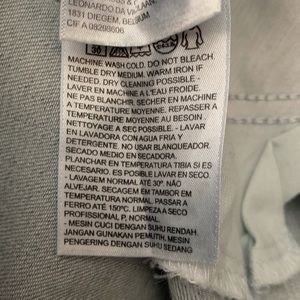 LEONARDO DA VINCILAAN,
1831 DIEGEM, BELGIUM
CIF A 08298606
30
MACHINE WASH COLD. DO NOT BLEACH.
TUMBLE DRY MEDIUM. WARM IRON IF
NEEDED. DRY CLEANING POSSIBLE. -
LAVER EN MACHINE A L'EAU FROIDE.
NE PAS BLANCHIR. SECHER EN MACHINE
A TEMPERATURE MOYENNE. REPASSER A
TEMPERATURE MOYENNE AU BESOIN.
NETTOYAGE A SEC POSSIBLE. - LAVAR
EN LAVADORA CON AGUA FRIA Y
DETERGENTE. NO USAR BLANQUEADOR.
SECADO MEDIO EN SECADORA.
PLANCHAR EN TEMPERATURA TIBIA SI ES
NECESARIO. ES POSIBLE LAVAR EN SECO.
- LAVAGEM NORMAL ATÉ 30º. NÃO
ALVEJAR. SECAGEM EM TAMBOR EM
TEMPERATURA NORMAL. PASSAR A
FERRO ATÉ 150ºC. LIMPEZA A SECO
PROFISSIONAL P, NORMAL.
- MESIN CUCI DENGAN SUHU RENDAH,
JANGAN GUNAKAN PEMUTIH, MESIN
PENGERING DENGAN SUHU SEDANG